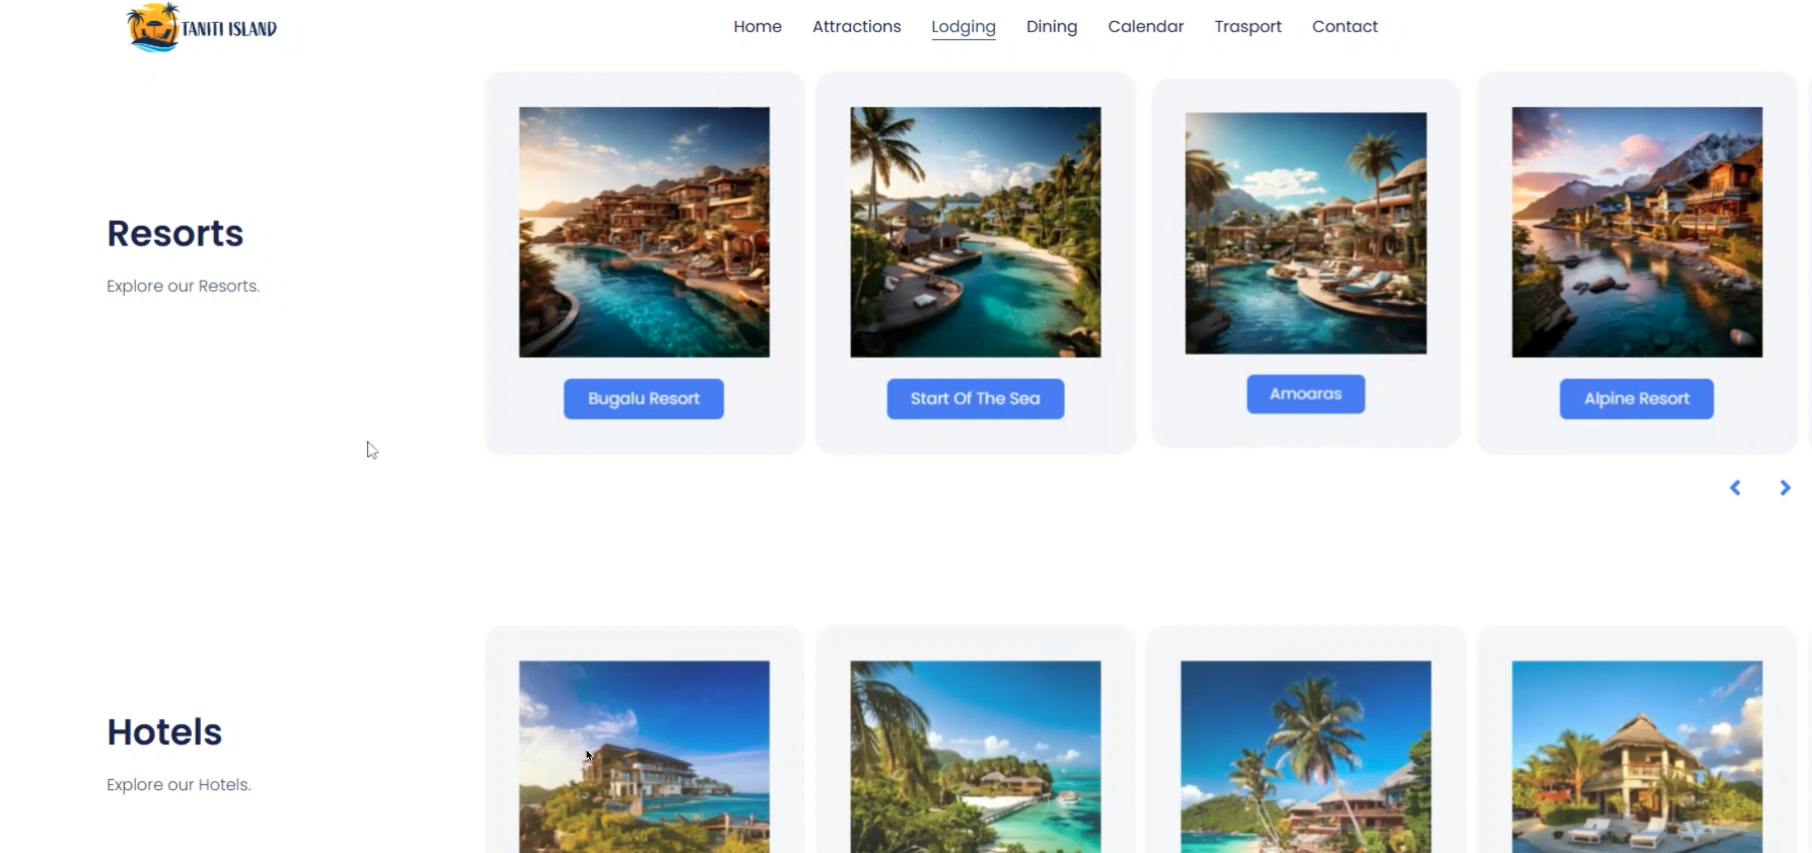 TANITI ISLAND
Home Attractions Lodging Dining Calendar Trasport Contact
Resorts
Explore our Resorts.
Bugalu Resort
Start Of The Sea
Amoaras
Alpine Resort
Hotels
Explore our Hotels.